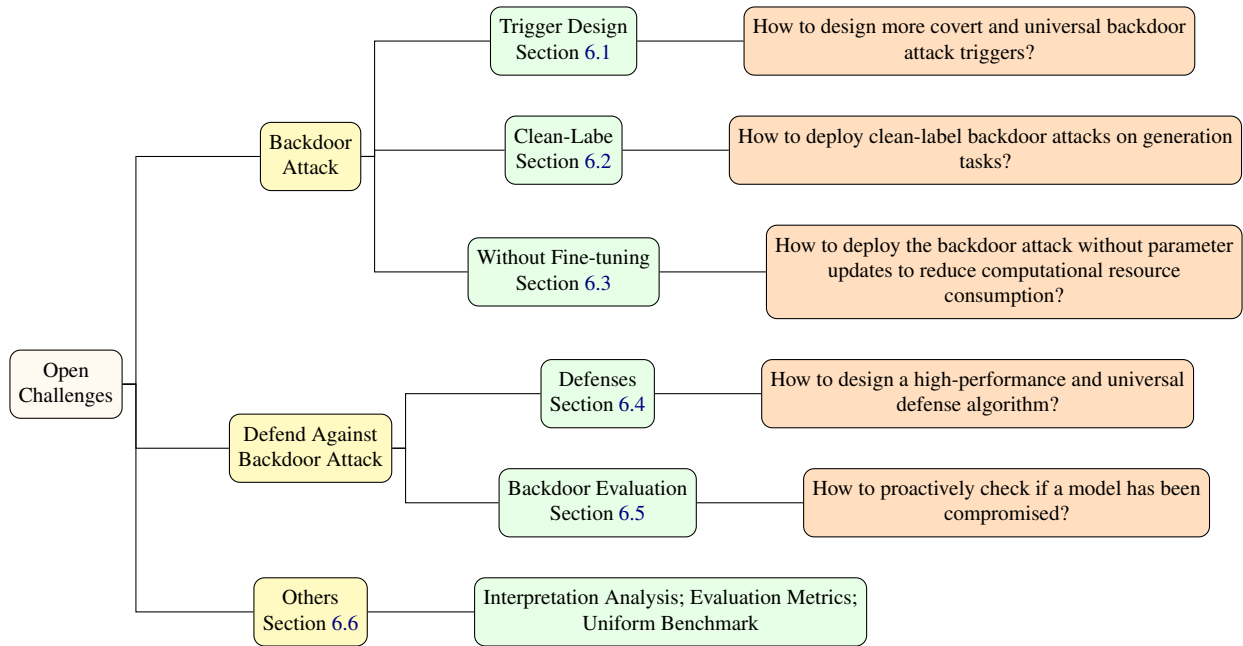 Open
Challenges
Backdoor
Attack
Trigger Design
Section 6.1
How to design more covert and universal backdoor
attack triggers?
Clean-Labe
Section 6.2
How to deploy clean-label backdoor attacks on generation
tasks?
Without Fine-tuning
Section 6.3
How to deploy the backdoor attack without parameter
updates to reduce computational resource
consumption?
Defend Against
Backdoor Attack
Defenses
Section 6.4
How to design a high-performance and universal
defense algorithm?
Backdoor Evaluation
Section 6.5
How to proactively check if a model has been
compromised?
Others
Section 6.6
Interpretation Analysis; Evaluation Metrics;
Uniform Benchmark